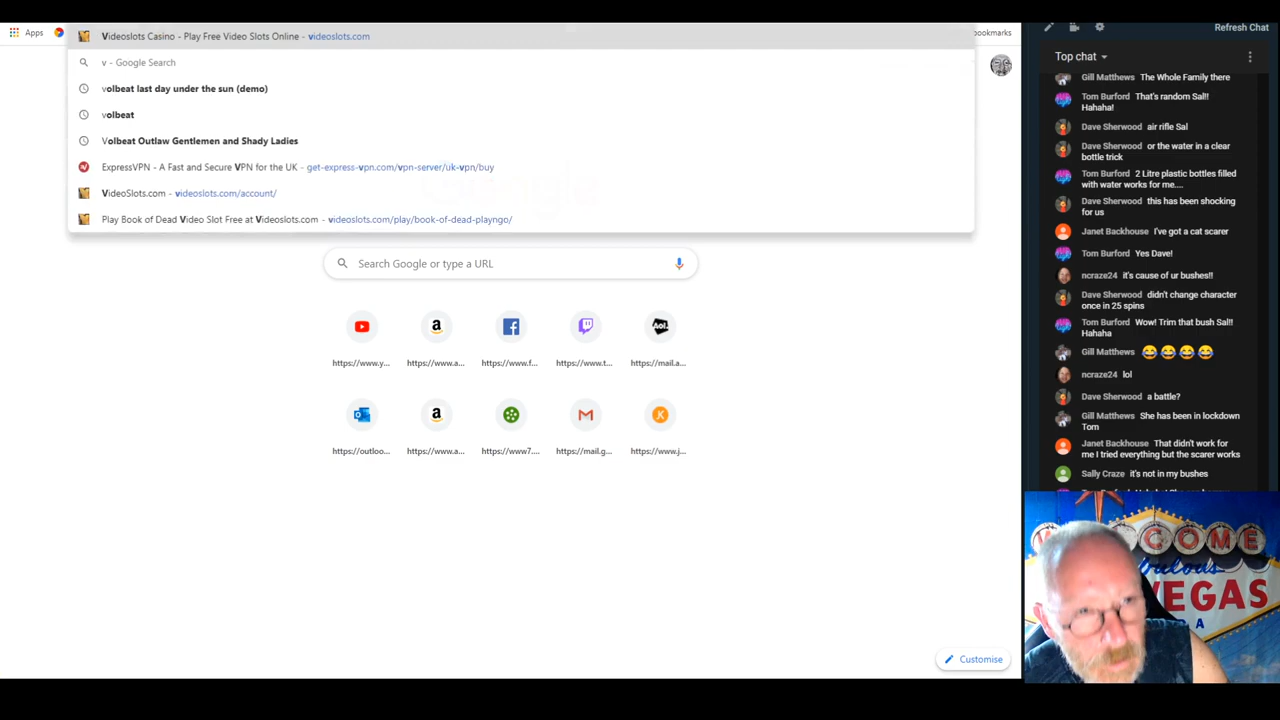 Apps
bookmarks
Videoslots Casino - Play Free Video Slots Online - videoslots.com
v - Google Search
volbeat last day under the sun (demo)
volbeat
Volbeat Outlaw Gentlemen and Shady Ladies
ExpressVPN - A Fast and Secure VPN for the UK - get-express-vpn.com/vpn-server/uk-vpn/buy
VideoSlots.com - videoslots.com/account/
Play Book of Dead Video Slot Free at Videoslots.com - videoslots.com/play/book-of-dead-playngo/
Search Google or type a URL
https://www.y...
https://www.a...
https://www.f...
https://www.t...
https://mail.a...
https://outloo...
https://www.a...
https://www7....
https://mail.g...
https://www.j...
Customise
Refresh Chat
Top chat
Gill Matthews The Whole Family there
Tom Burford That's random Sal!!
Hahaha!
Dave Sherwood air rifle Sal
Dave Sherwood or the water in a clear
bottle trick
Tom Burford 2 Litre plastic bottles filled
with water works for me....
Dave Sherwood this has been shocking
for us
Janet Backhouse I've got a cat scarer
Tom Burford Yes Dave!
ncraze24 it's cause of ur bushes!!
Dave Sherwood didn't change character
once in 25 spins
Tom Burford Wow! Trim that bush Sal!!
Hahaha
Gill Matthews 😂 😂 😂 😂
ncraze24 lol
Dave Sherwood a battle?
Gill Matthews She has been in lockdown
Tom
Janet Backhouse That didn't work for
me I tried everything but the scarer works
Sally Craze it's not in my bushes
WELCOME
fabulous
VEGAS